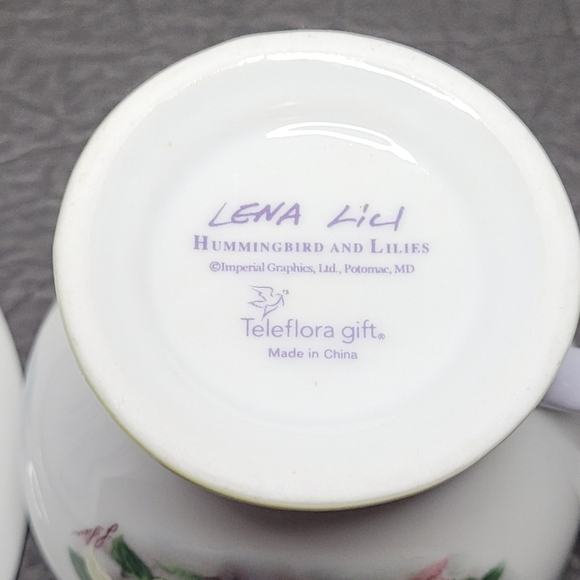 LENA LiU
HUMMINGBIRD AND LILIES
©Imperial Graphics, Ltd., Potomac, MD
Teleflora gift®
Made in China